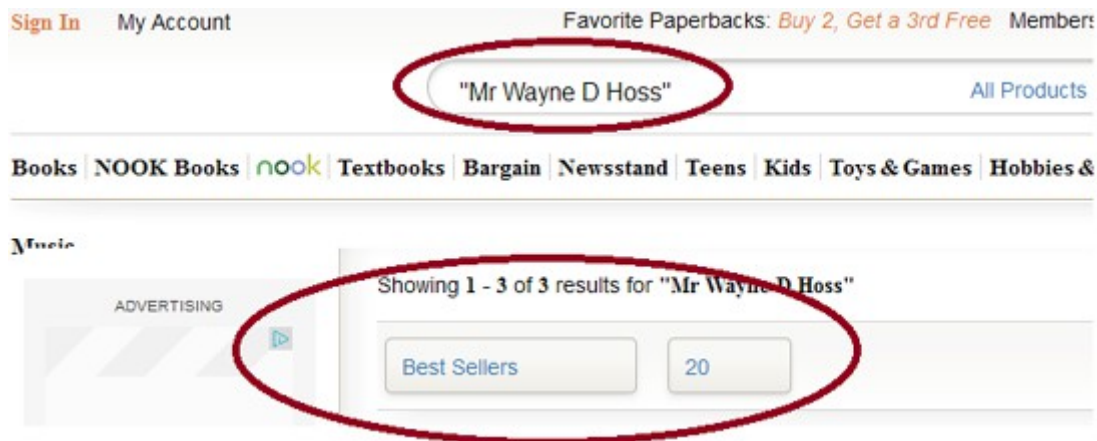 Sign In My Account Favorite Paperbacks: Buy 2, Get a 3rd Free Members
"Mr Wayne D Hoss" All Products
Books NOOK Books nook Textbooks Bargain Newsstand Teens Kids Toys & Games Hobbies &
Music
Showing 1 - 3 of 3 results for "Mr Wayne D Hoss"
ADVERTISING
Best Sellers 20